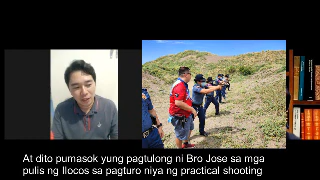 At dito pumasok yung pagtulong ni Bro Jose sa mga
pulis ng Ilocos sa pagturo niya ng practical shooting